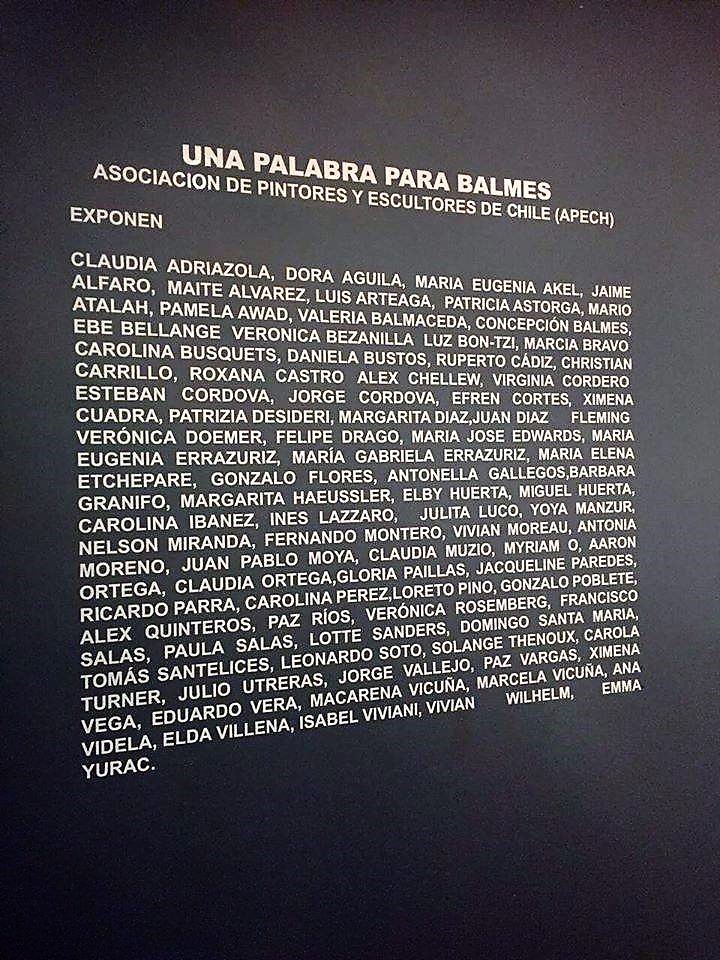 UNA PALABRA PARA BALMES
ASOCIACION DE PINTORES Y ESCULTORES DE CHILE (APECH)
EXPONEN
CLAUDIA ADRIAZOLA, DORA AGUILA, MARIA EUGENIA AKEL, JAIME
ALFARO, MAITE ALVAREZ, LUIS ARTEAGA, PATRICIA ASTORGA, MARIO
ATALAH, PAMELA AWAD, VALERIA BALMACEDA, CONCEPCIÓN BALMES,
EBE BELLANGE VERONICA BEZANILLA LUZ BON-TZI, MARCIA BRAVO
CAROLINA BUSQUETS, DANIELA BUSTOS, RUPERTO CÁDIZ, CHRISTIAN
CARRILLO, ROXANA CASTRO ALEX CHELLEW, VIRGINIA CORDERO
ESTEBAN CORDOVA, JORGE CORDOVA, EFREN CORTES, XIMENA
CUADRA, PATRIZIA DESIDERI, MARGARITA DIAZ,JUAN DIAZ FLEMING
VERÓNICA DOEMER, FELIPE DRAGO, MARIA JOSE EDWARDS, MARIA
EUGENIA ERRAZURIZ, MARÍA GABRIELA ERRAZURIZ, MARIA ELENA
ETCHEPARE, GONZALO FLORES, ANTONELLA GALLEGOS,BARBARA
GRANIFO, MARGARITA HAEUSSLER, ELBY HUERTA, MIGUEL HUERTA,
CAROLINA IBANEZ, INES LAZZARO, JULITA LUCO, YOYA MANZUR,
NELSON MIRANDA, FERNANDO MONTERO, VIVIAN MOREAU, ANTONIA
MORENO, JUAN PABLO MOYA, CLAUDIA MUZIO, MYRIAM O, AARON
ORTEGA, CLAUDIA ORTEGA,GLORIA PAILLAS, JACQUELINE PAREDES,
RICARDO PARRA, CAROLINA PEREZ,LORETO PINO, GONZALO POBLETE,
ALEX QUINTEROS, PAZ RÍOS, VERÓNICA ROSEMBERG, FRANCISCO
SALAS, PAULA SALAS, LOTTE SANDERS, DOMINGO SANTA MARIA,
TOMÁS SANTELICES, LEONARDO SOTO, SOLANGE THENOUX, CAROLA
TURNER, JULIO UTRERAS, JORGE VALLEJO, PAZ VARGAS, XIMENA
VEGA, EDUARDO VERA, MACARENA VICUÑA, MARCELA VICUÑA, ANA
VIDELA, ELDA VILLENA, ISABEL VIVIANI, VIVIAN WILHELM, EMMA
YURAC.